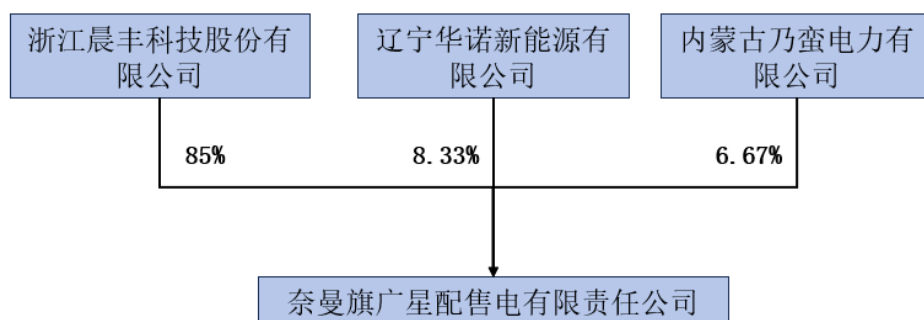 浙江晨丰科技股份有
限公司
辽宁华诺新能源有
限公司
内蒙古乃蛮电力有
限公司
85%
8.33%
6.67%
奈曼旗广星配售电有限责任公司